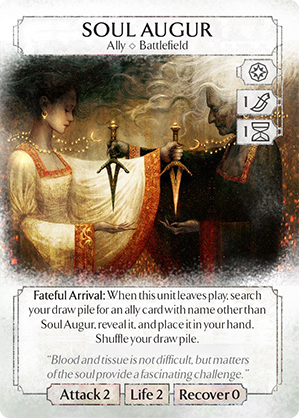 SOUL AUGUR
Ally ◇ Battlefield
1
1
Fateful Arrival: When this unit leaves play, search
your draw pile for an ally card with name other than
Soul Augur, reveal it, and place it in your hand.
Shuffle your draw pile.
“Blood and tissue is not difficult, but matters
of the soul provide a fascinating challenge.”
Attack 2 Life 2 Recover 0